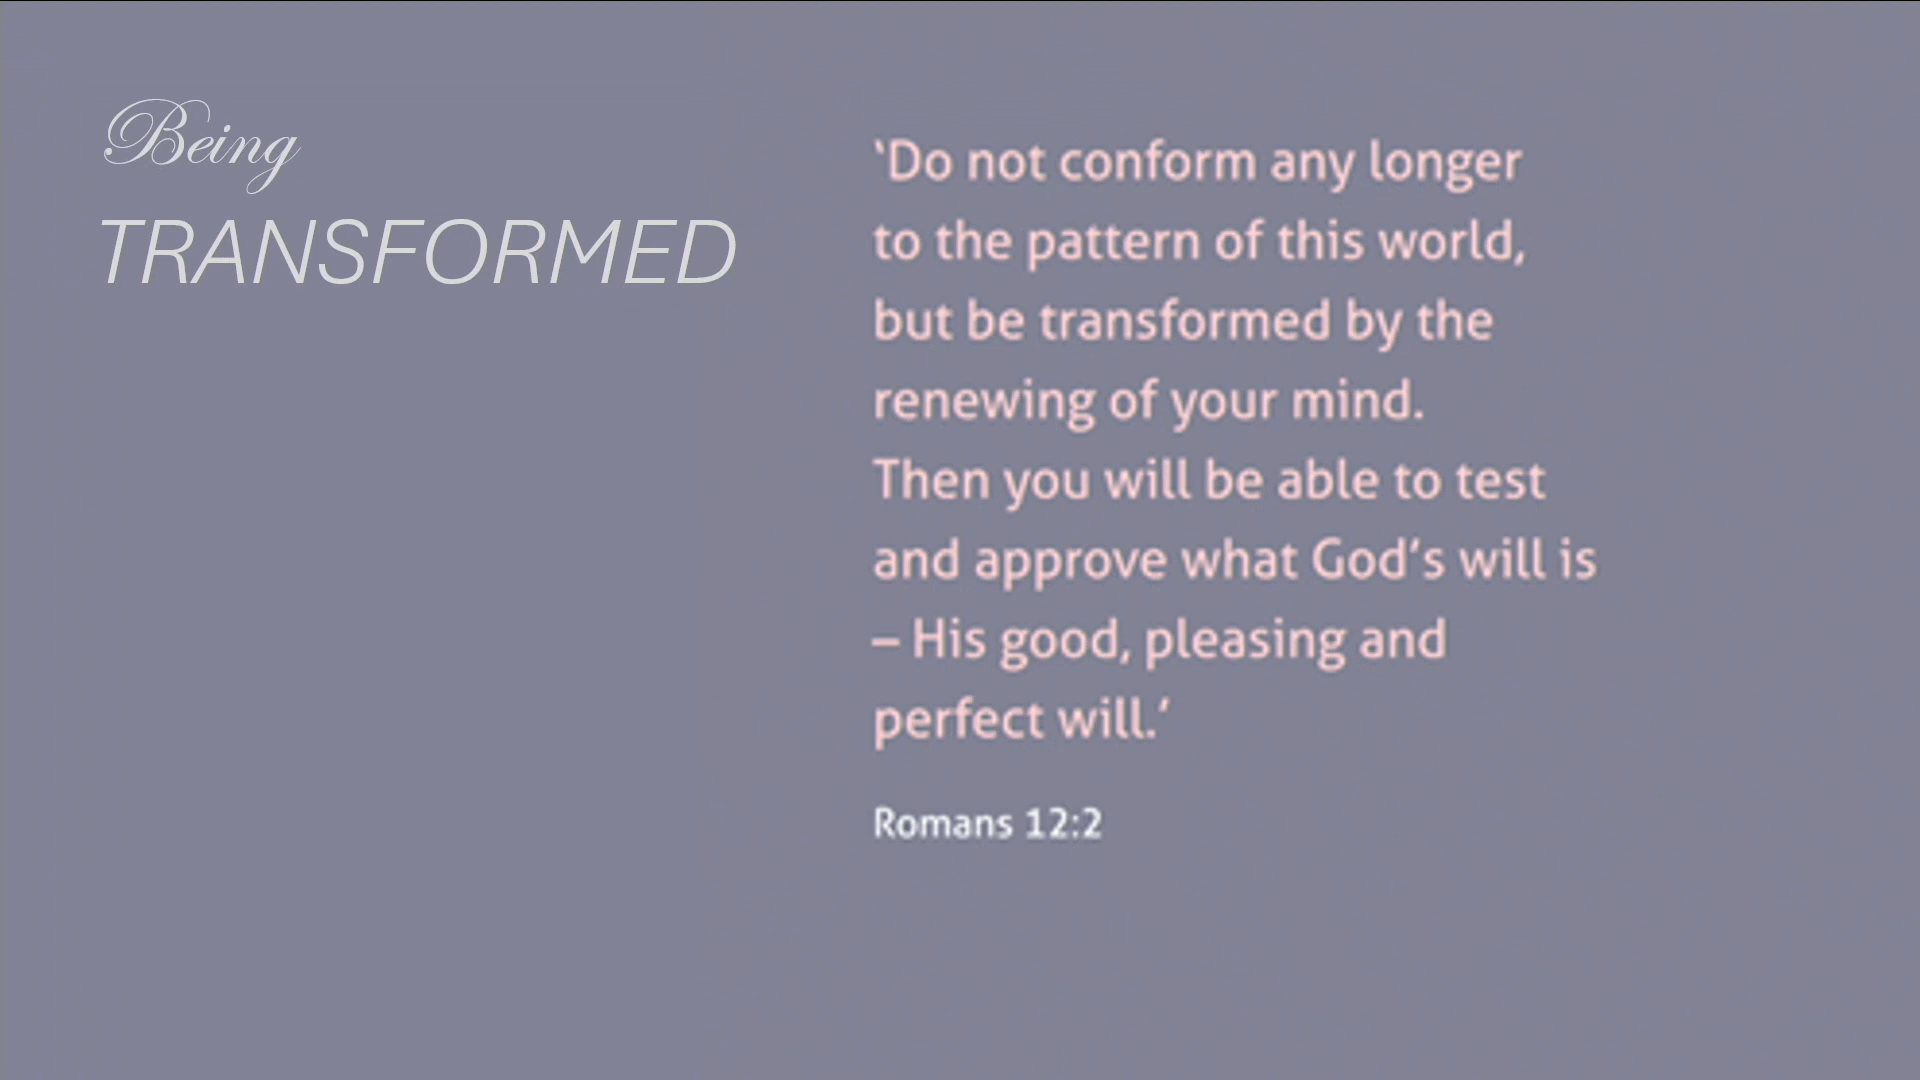 Being
TRANSFORMED
‘Do not conform any longer
to the pattern of this world,
but be transformed by the
renewing of your mind.
Then you will be able to test
and approve what God’s will is
– His good, pleasing and
perfect will.’
Romans 12:2